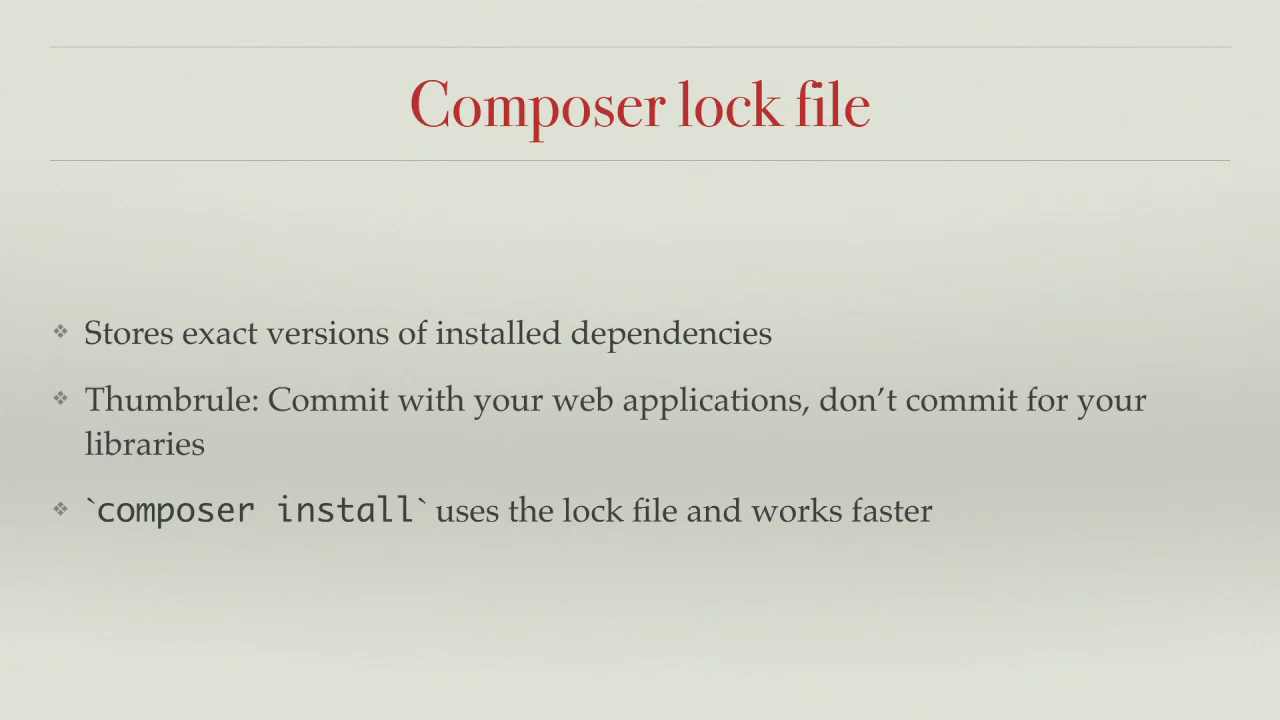 Composer lock file
❖ Stores exact versions of installed dependencies
❖ Thumbrule: Commit with your web applications, don’t commit for your
libraries
❖ `composer install` uses the lock file and works faster